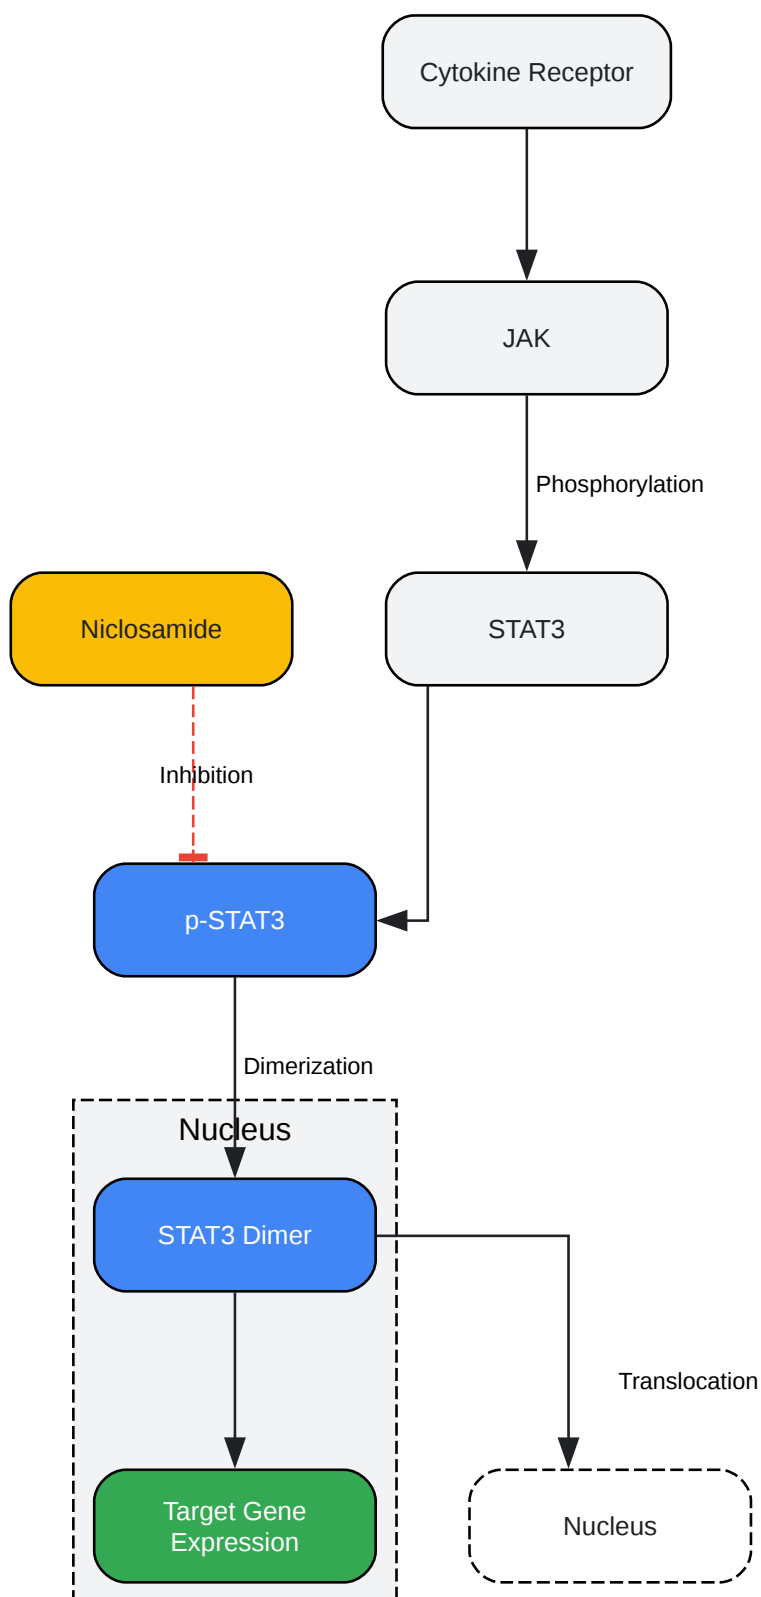 Cytokine Receptor
JAK
Phosphorylation
Niclosamide
STAT3
Inhibition
p-STAT3
Dimerization
Nucleus
STAT3 Dimer
Translocation
Target Gene
Expression
Nucleus